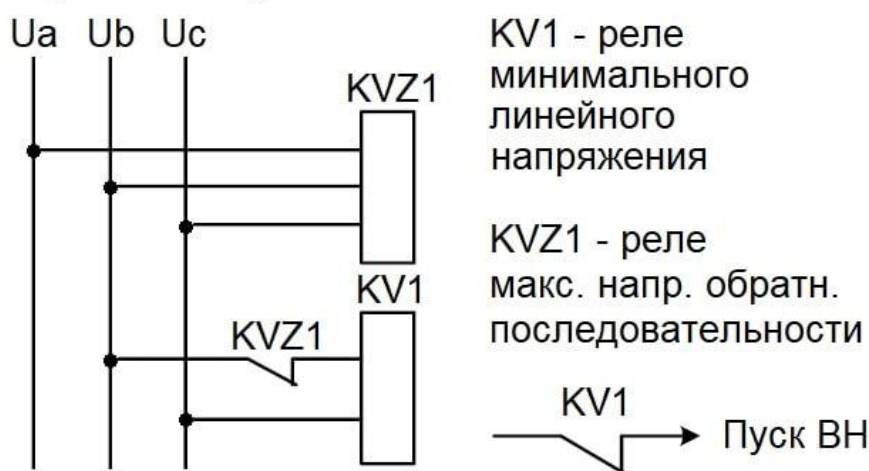 Ua Ub Uc
KVZ1
KV1
KVZ1
KV1 - реле
минимального
линейного
напряжения
KVZ1 - реле
макс. напр. обратн.
последовательности
KV1
Пуск ВН